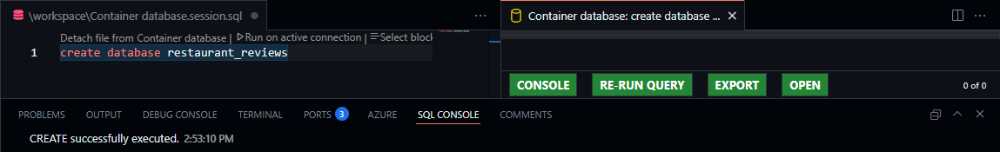 \workspace\Container database.session.sql
Container database: create database ...
Detach file from Container database | Run on active connection | Select block
1 create database restaurant_reviews
CONSOLE RE-RUN QUERY EXPORT OPEN 0 of 0
PROBLEMS OUTPUT DEBUG CONSOLE TERMINAL PORTS 3 AZURE SQL CONSOLE COMMENTS
CREATE successfully executed. 2:53:10 PM